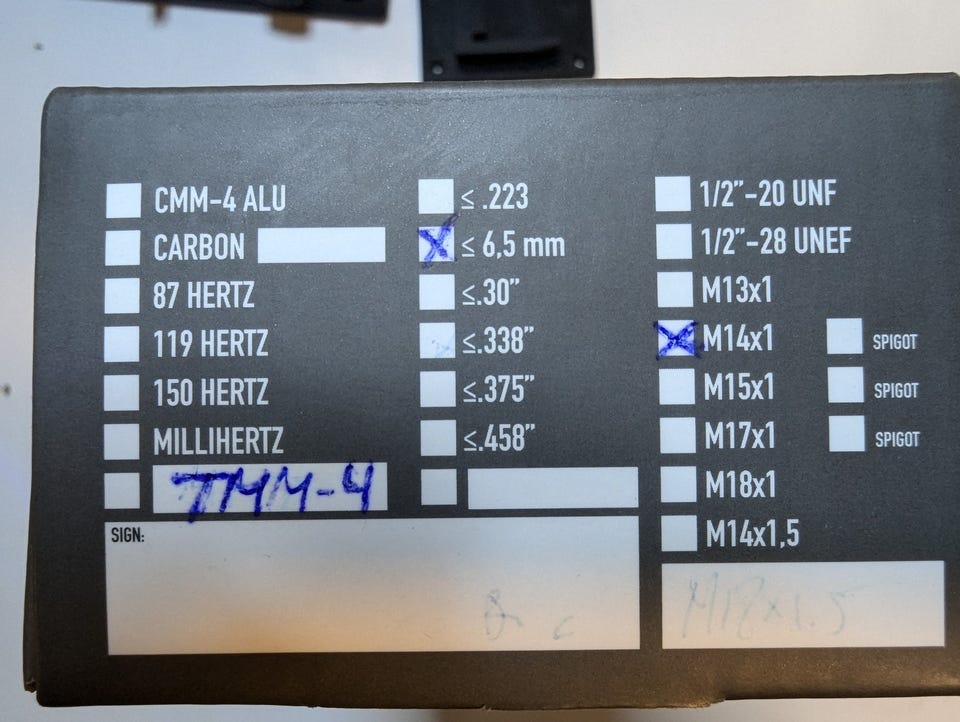 CMM-4 ALU
CARBON
87 HERTZ
119 HERTZ
150 HERTZ
MILLIHERTZ
TMM-4
≤ .223
≤ 6,5 mm
≤.30”
≤.338”
≤.375”
≤.458”
1/2”-20 UNF
1/2”-28 UNEF
M13x1
M14x1 SPIGOT
M15x1 SPIGOT
M17x1 SPIGOT
M18x1
M14x1,5
SIGN:
M18x1.5